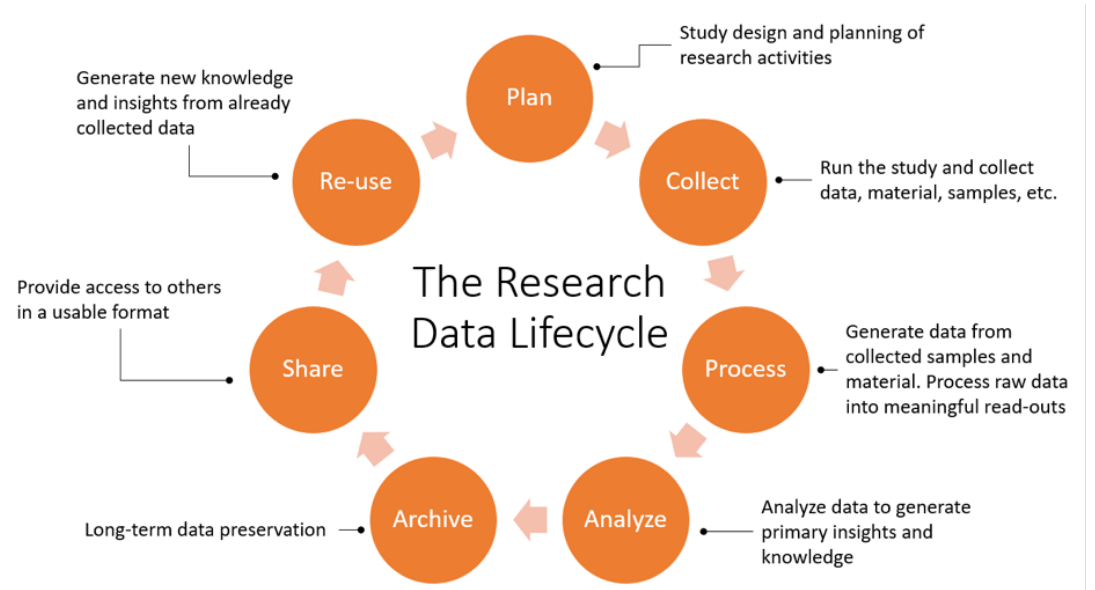 Plan
Study design and planning of
research activities
Collect
Run the study and collect
data, material, samples, etc.
Process
Generate data from
collected samples and
material. Process raw data
into meaningful read-outs
Analyze
Analyze data to generate
primary insights and
knowledge
Archive
Long-term data preservation
Share
Provide access to others
in a usable format
Re-use
Generate new knowledge
and insights from already
collected data
The Research
Data Lifecycle